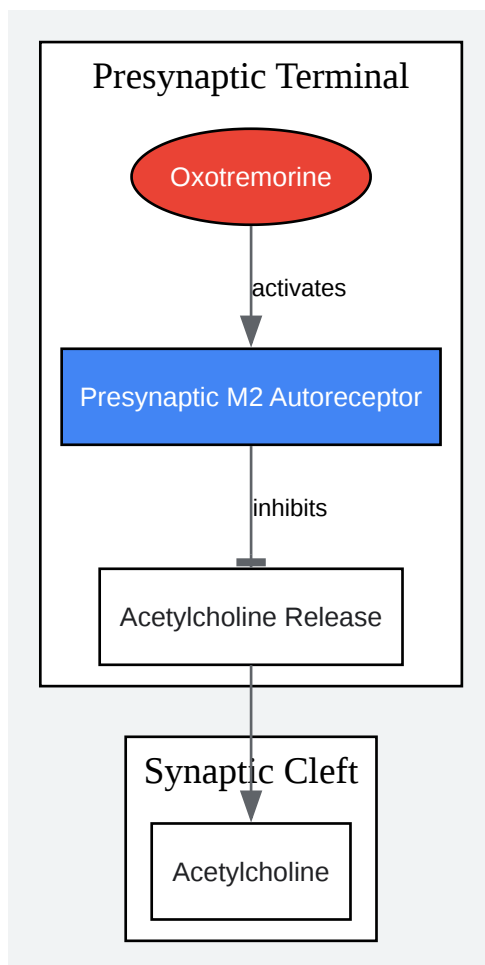 Presynaptic Terminal
Oxotremorine
activates
Presynaptic M2 Autoreceptor
inhibits
Acetylcholine Release
Synaptic Cleft
Acetylcholine